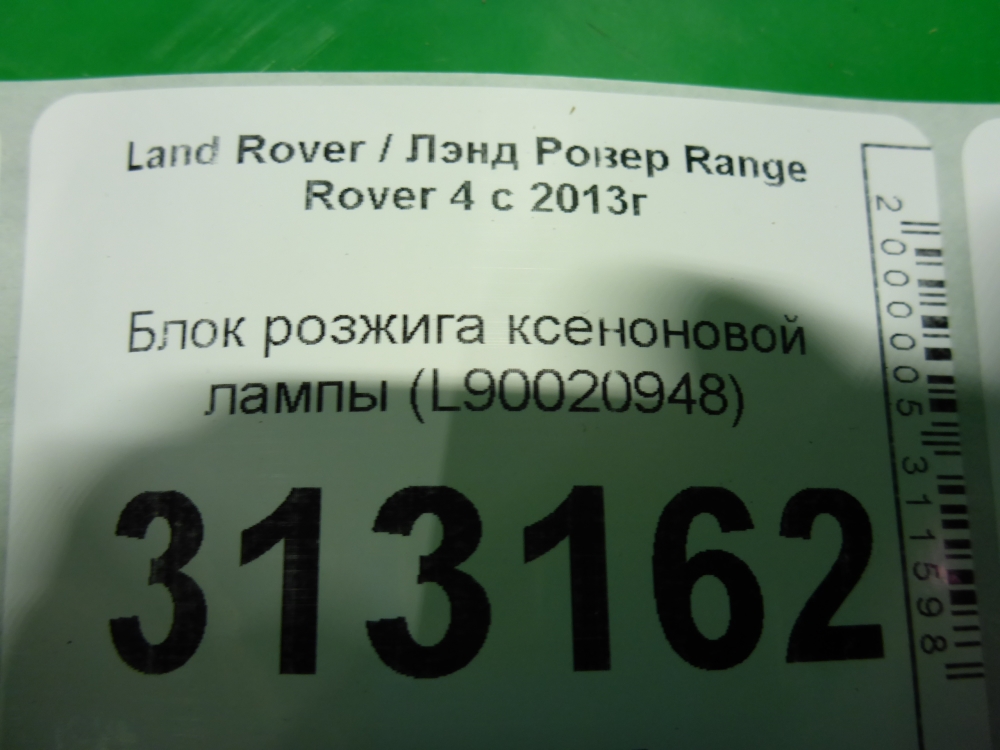 Land Rover / Лэнд Ровер Range
Rover 4 с 2013г
Блок розжига ксеноновой
лампы (L90020948)
313162
2000005311598